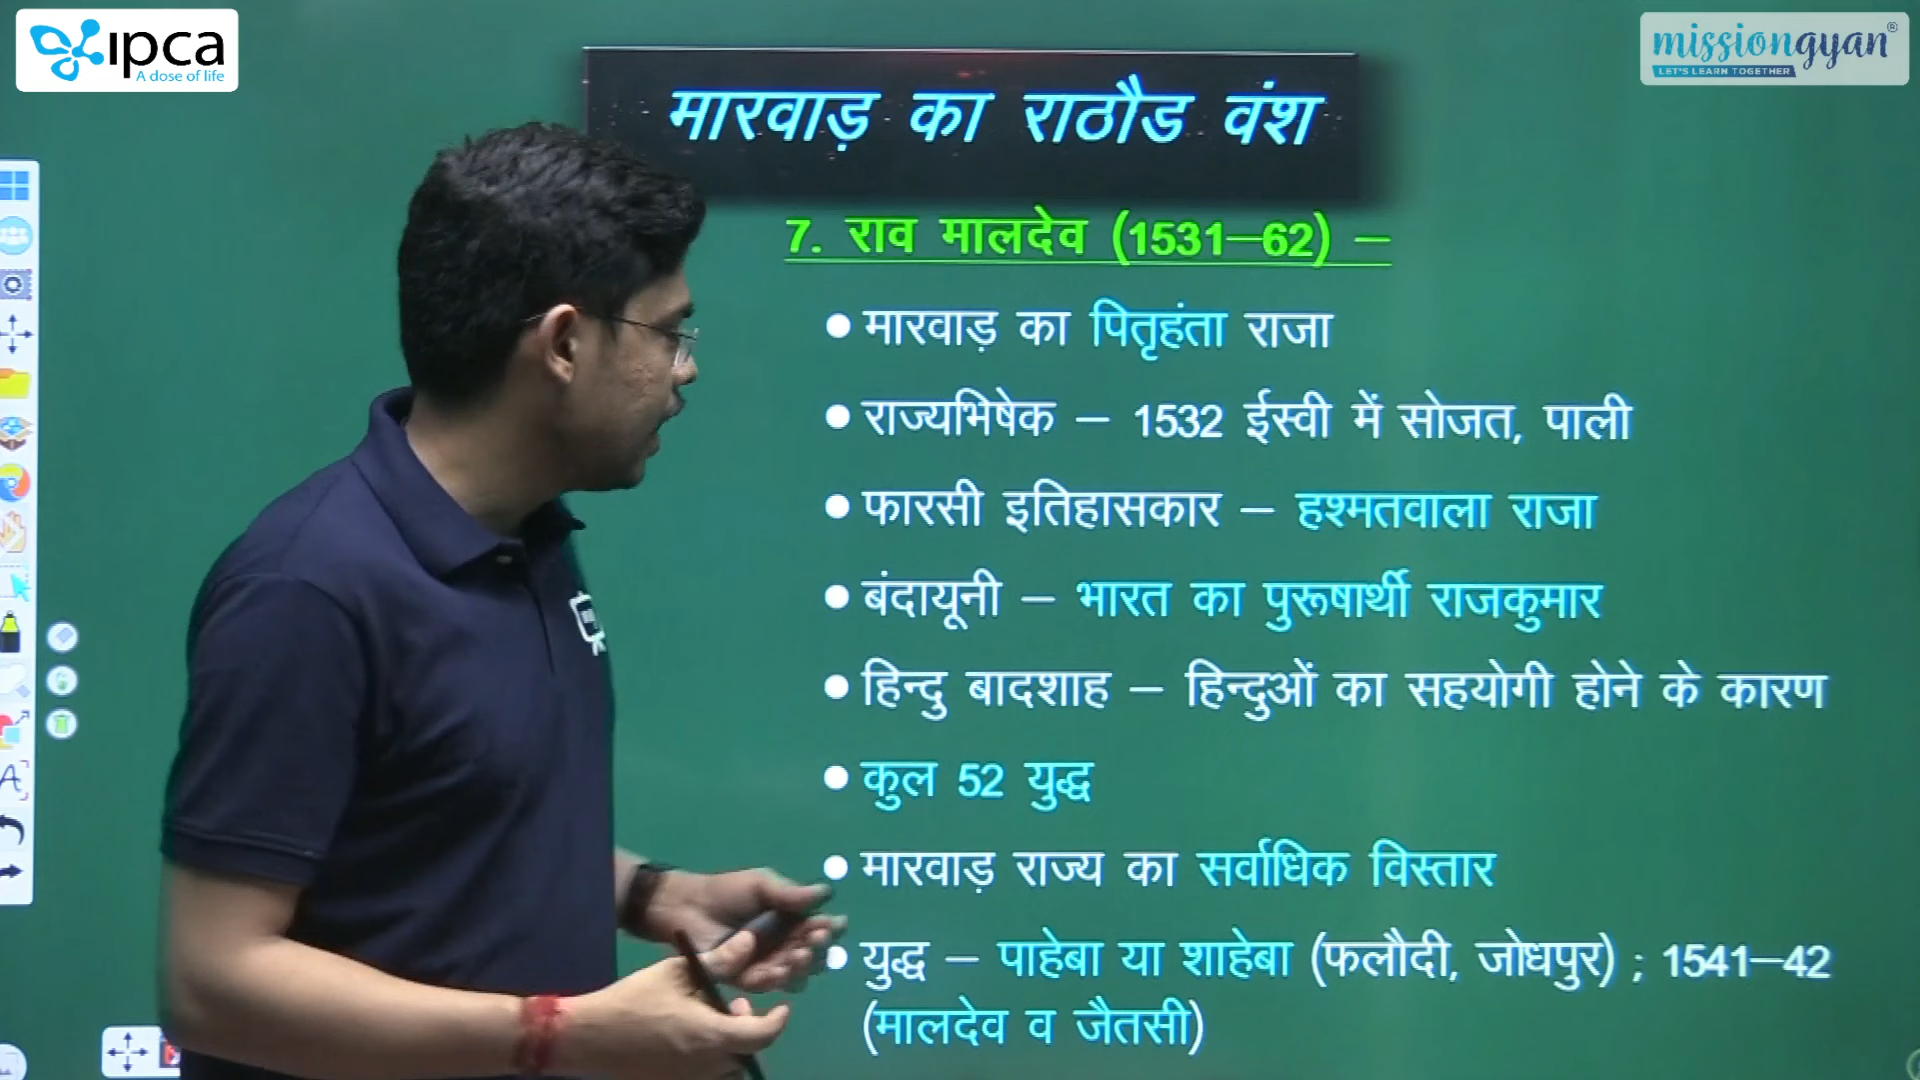 ipca
A dose of life
missiongyan®
LET'S LEARN TOGETHER
मारवाड़ का राठौड वंश
7. राव मालदेव (1531–62) –
● मारवाड़ का पितृहंता राजा
● राज्यभिषेक – 1532 ईस्वी में सोजत, पाली
● फारसी इतिहासकार – हश्मतवाला राजा
● बंदायूनी – भारत का पुरूषार्थी राजकुमार
● हिन्दु बादशाह – हिन्दुओं का सहयोगी होने के कारण
● कुल 52 युद्ध
● मारवाड़ राज्य का सर्वाधिक विस्तार
● युद्ध – पाहेबा या शाहेबा (फलौदी, जोधपुर) ; 1541–42
(मालदेव व जैतसी)